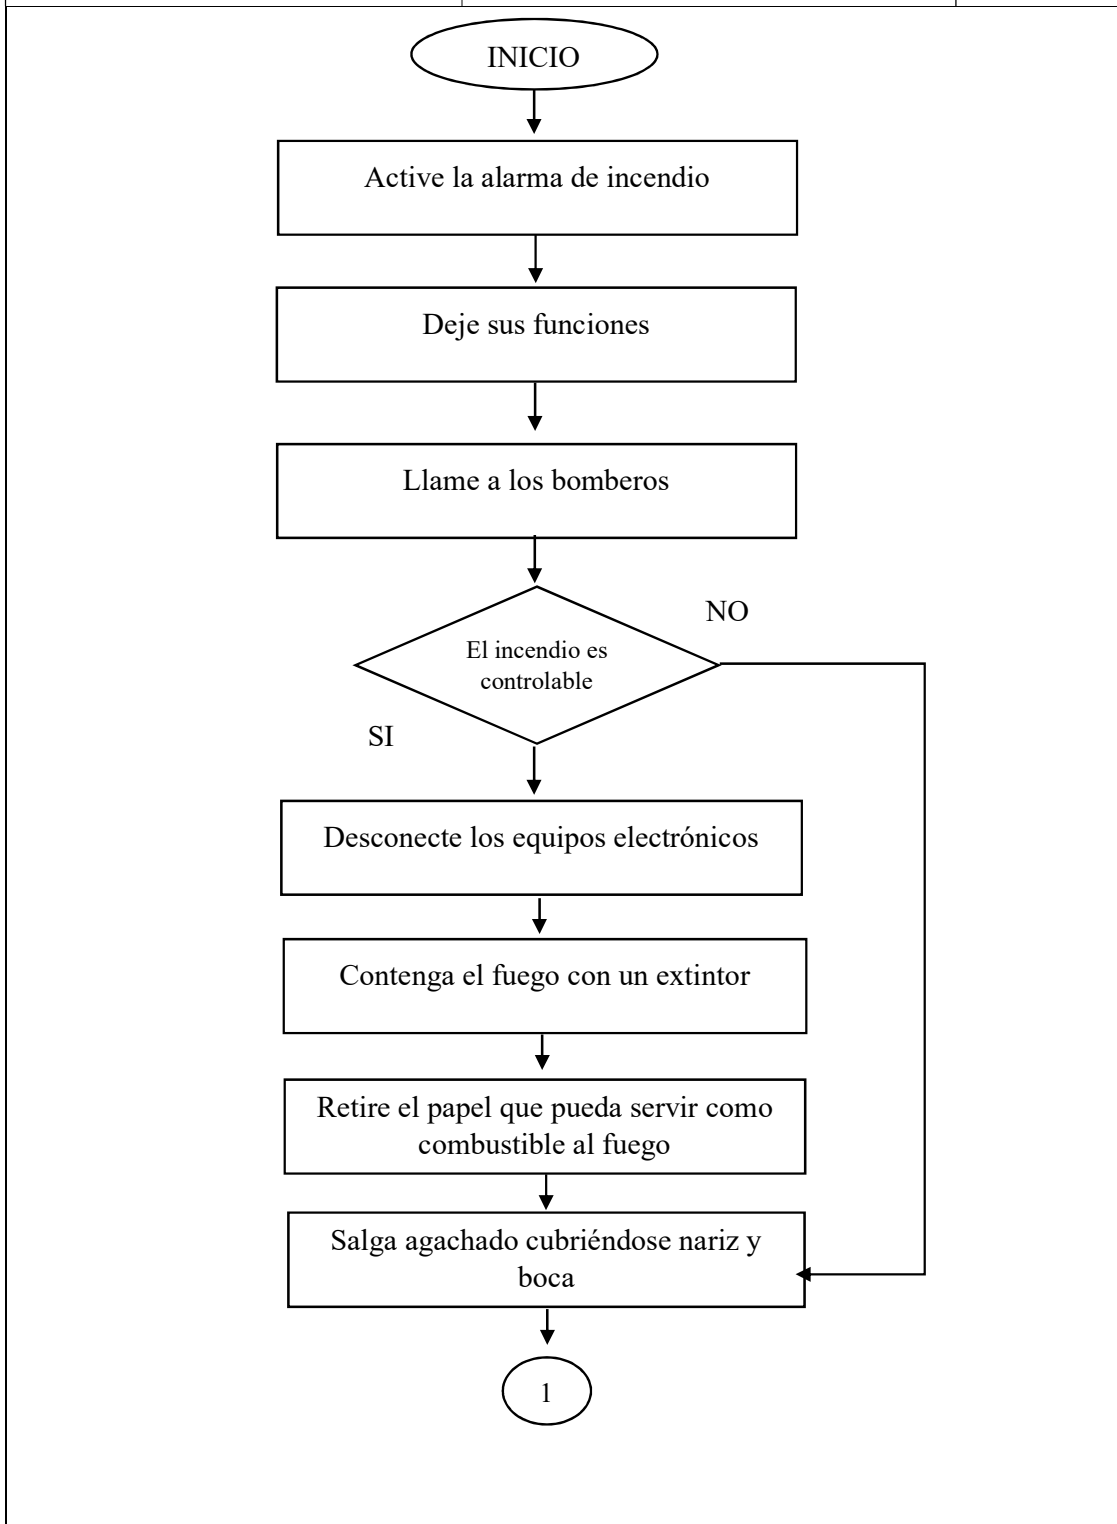 INICIO
Active la alarma de incendio
Deje sus funciones
Llame a los bomberos
NO
El incendio es
controlable
SI
Desconecte los equipos electrónicos
Contenga el fuego con un extintor
Retire el papel que pueda servir como
combustible al fuego
Salga agachado cubriéndose nariz y
boca
1